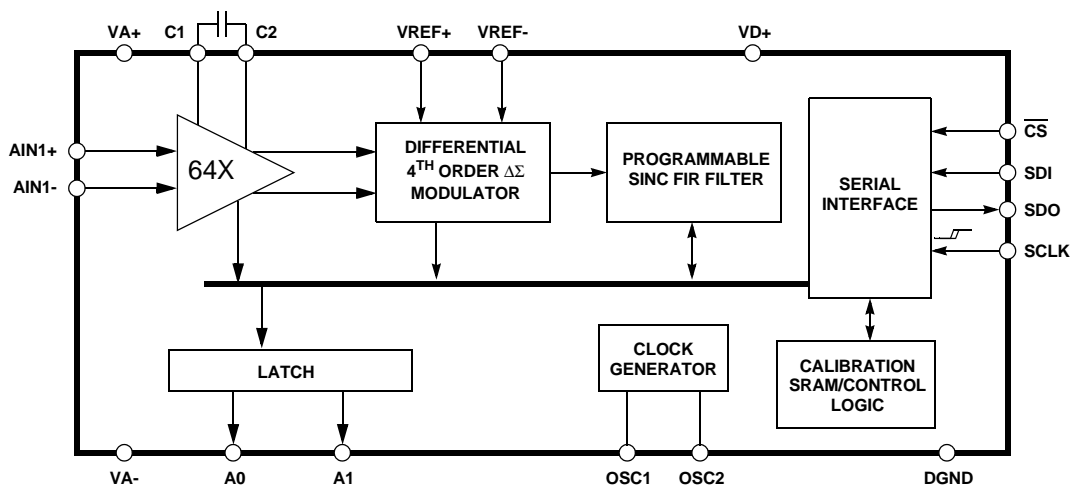 VA+ C1 C2 VREF+ VREF- VD+
AIN1+
AIN1-
64X
DIFFERENTIAL
4TH ORDER ΔΣ
MODULATOR
PROGRAMMABLE
SINC FIR FILTER
SERIAL
INTERFACE
CS
SDI
SDO
SCLK
LATCH
CLOCK
GENERATOR
CALIBRATION
SRAM/CONTROL
LOGIC
VA- A0 A1 OSC1 OSC2 DGND